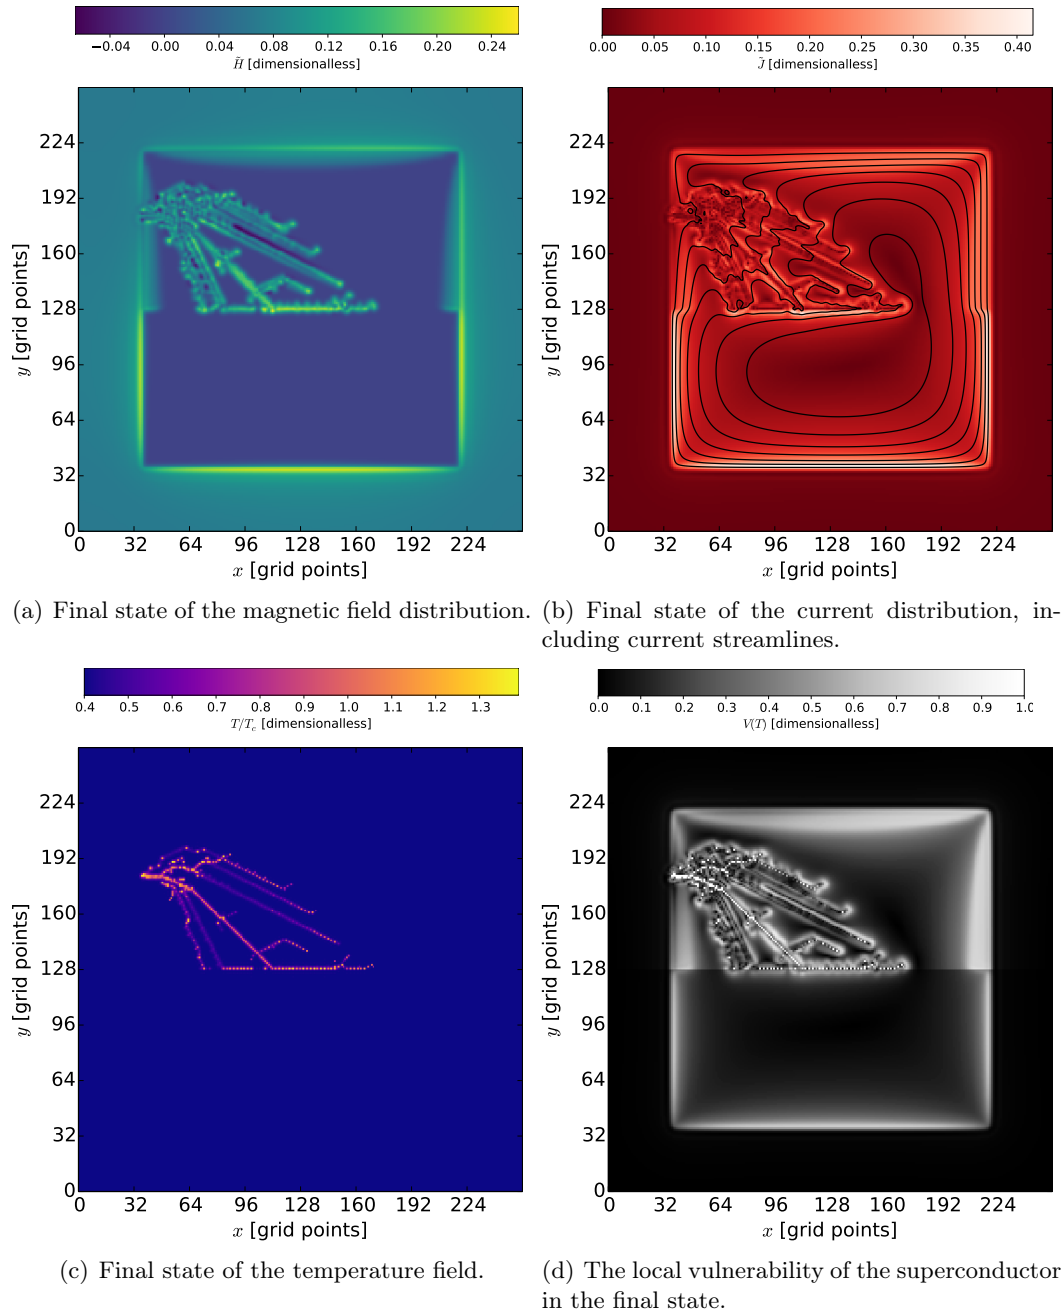 −0.04 0.00 0.04 0.08 0.12 0.16 0.20 0.24
H̃ [dimensionalless]
0.00 0.05 0.10 0.15 0.20 0.25 0.30 0.35 0.40
J̃ [dimensionalless]
224
192
160
128
96
64
32
0
y [grid points]
0 32 64 96 128 160 192 224
x [grid points]
224
192
160
128
96
64
32
0
y [grid points]
0 32 64 96 128 160 192 224
x [grid points]
(a) Final state of the magnetic field distribution.
(b) Final state of the current distribution, in-
cluding current streamlines.
0.4 0.5 0.6 0.7 0.8 0.9 1.0 1.1 1.2 1.3
T/T_c [dimensionalless]
0.0 0.1 0.2 0.3 0.4 0.5 0.6 0.7 0.8 0.9 1.0
V(T) [dimensionalless]
224
192
160
128
96
64
32
0
y [grid points]
0 32 64 96 128 160 192 224
x [grid points]
224
192
160
128
96
64
32
0
y [grid points]
0 32 64 96 128 160 192 224
x [grid points]
(c) Final state of the temperature field.
(d) The local vulnerability of the superconductor
in the final state.